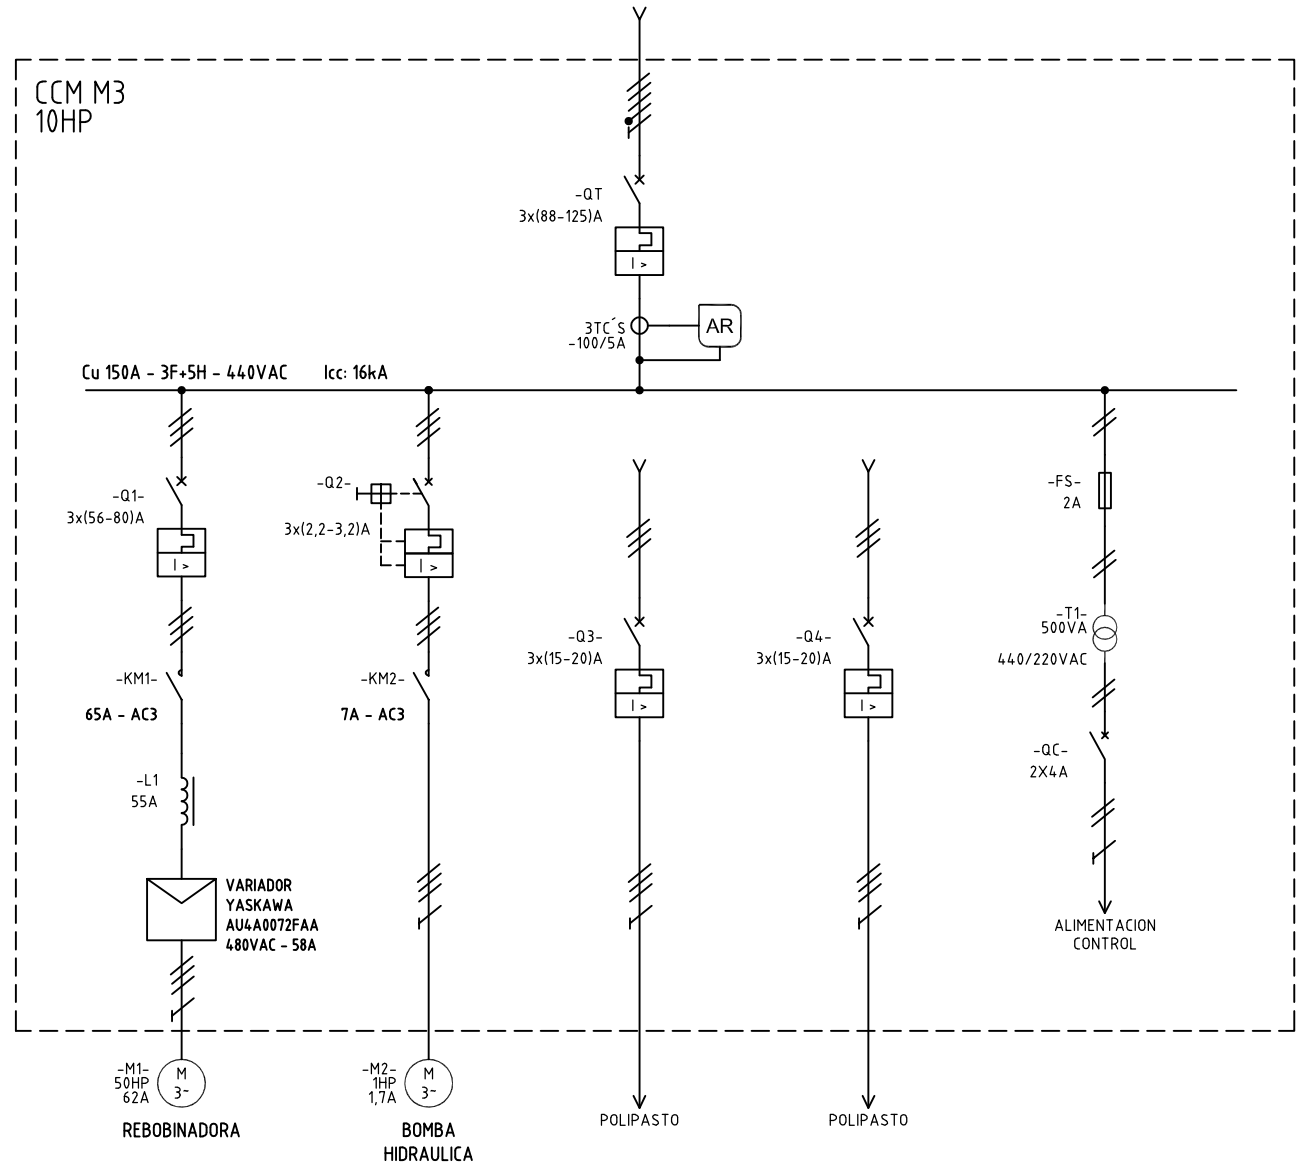 CCM M3
10HP
-QT
3x(88-125)A
I >
3TC´S
-100/5A
AR
Cu 150A - 3F+5H - 440VAC Icc: 16kA
-Q1-
3x(56-80)A
I >
-KM1-
65A - AC3
-L1
55A
VARIADOR
YASKAWA
AU4A0072FAA
480VAC - 58A
-M1-
50HP
62A
M
3~
REBOBINADORA
-Q2-
3x(2,2-3,2)A
I >
-KM2-
7A - AC3
-M2-
1HP
1,7A
M
3~
BOMBA
HIDRAULICA
-Q3-
3x(15-20)A
I >
POLIPASTO
-Q4-
3x(15-20)A
I >
POLIPASTO
-FS-
2A
-T1-
500VA
440/220VAC
-QC-
2X4A
ALIMENTACION
CONTROL